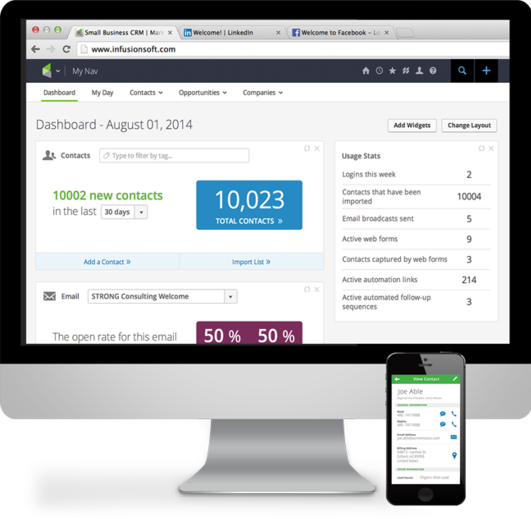 Small Business CRM | Mar
Welcome! | LinkedIn
Welcome to Facebook – Lo
www.infusionsoft.com
My Nav
Dashboard
My Day
Contacts
Opportunities
Companies
Dashboard - August 01, 2014
Add Widgets
Change Layout
Contacts
Type to filter by tag...
10002 new contacts
in the last 30 days
10,023
TOTAL CONTACTS »
Add a Contact »
Import List »
Email
STRONG Consulting Welcome
The open rate for this email
50 % 50 %
Usage Stats
Logins this week 2
Contacts that have been
imported 10004
Email broadcasts sent 5
Active web forms 9
Contacts captured by web forms 3
Active automation links 214
Active automated follow-up
sequences 3
View Contact
Joe Able
Email Address
Billing Address